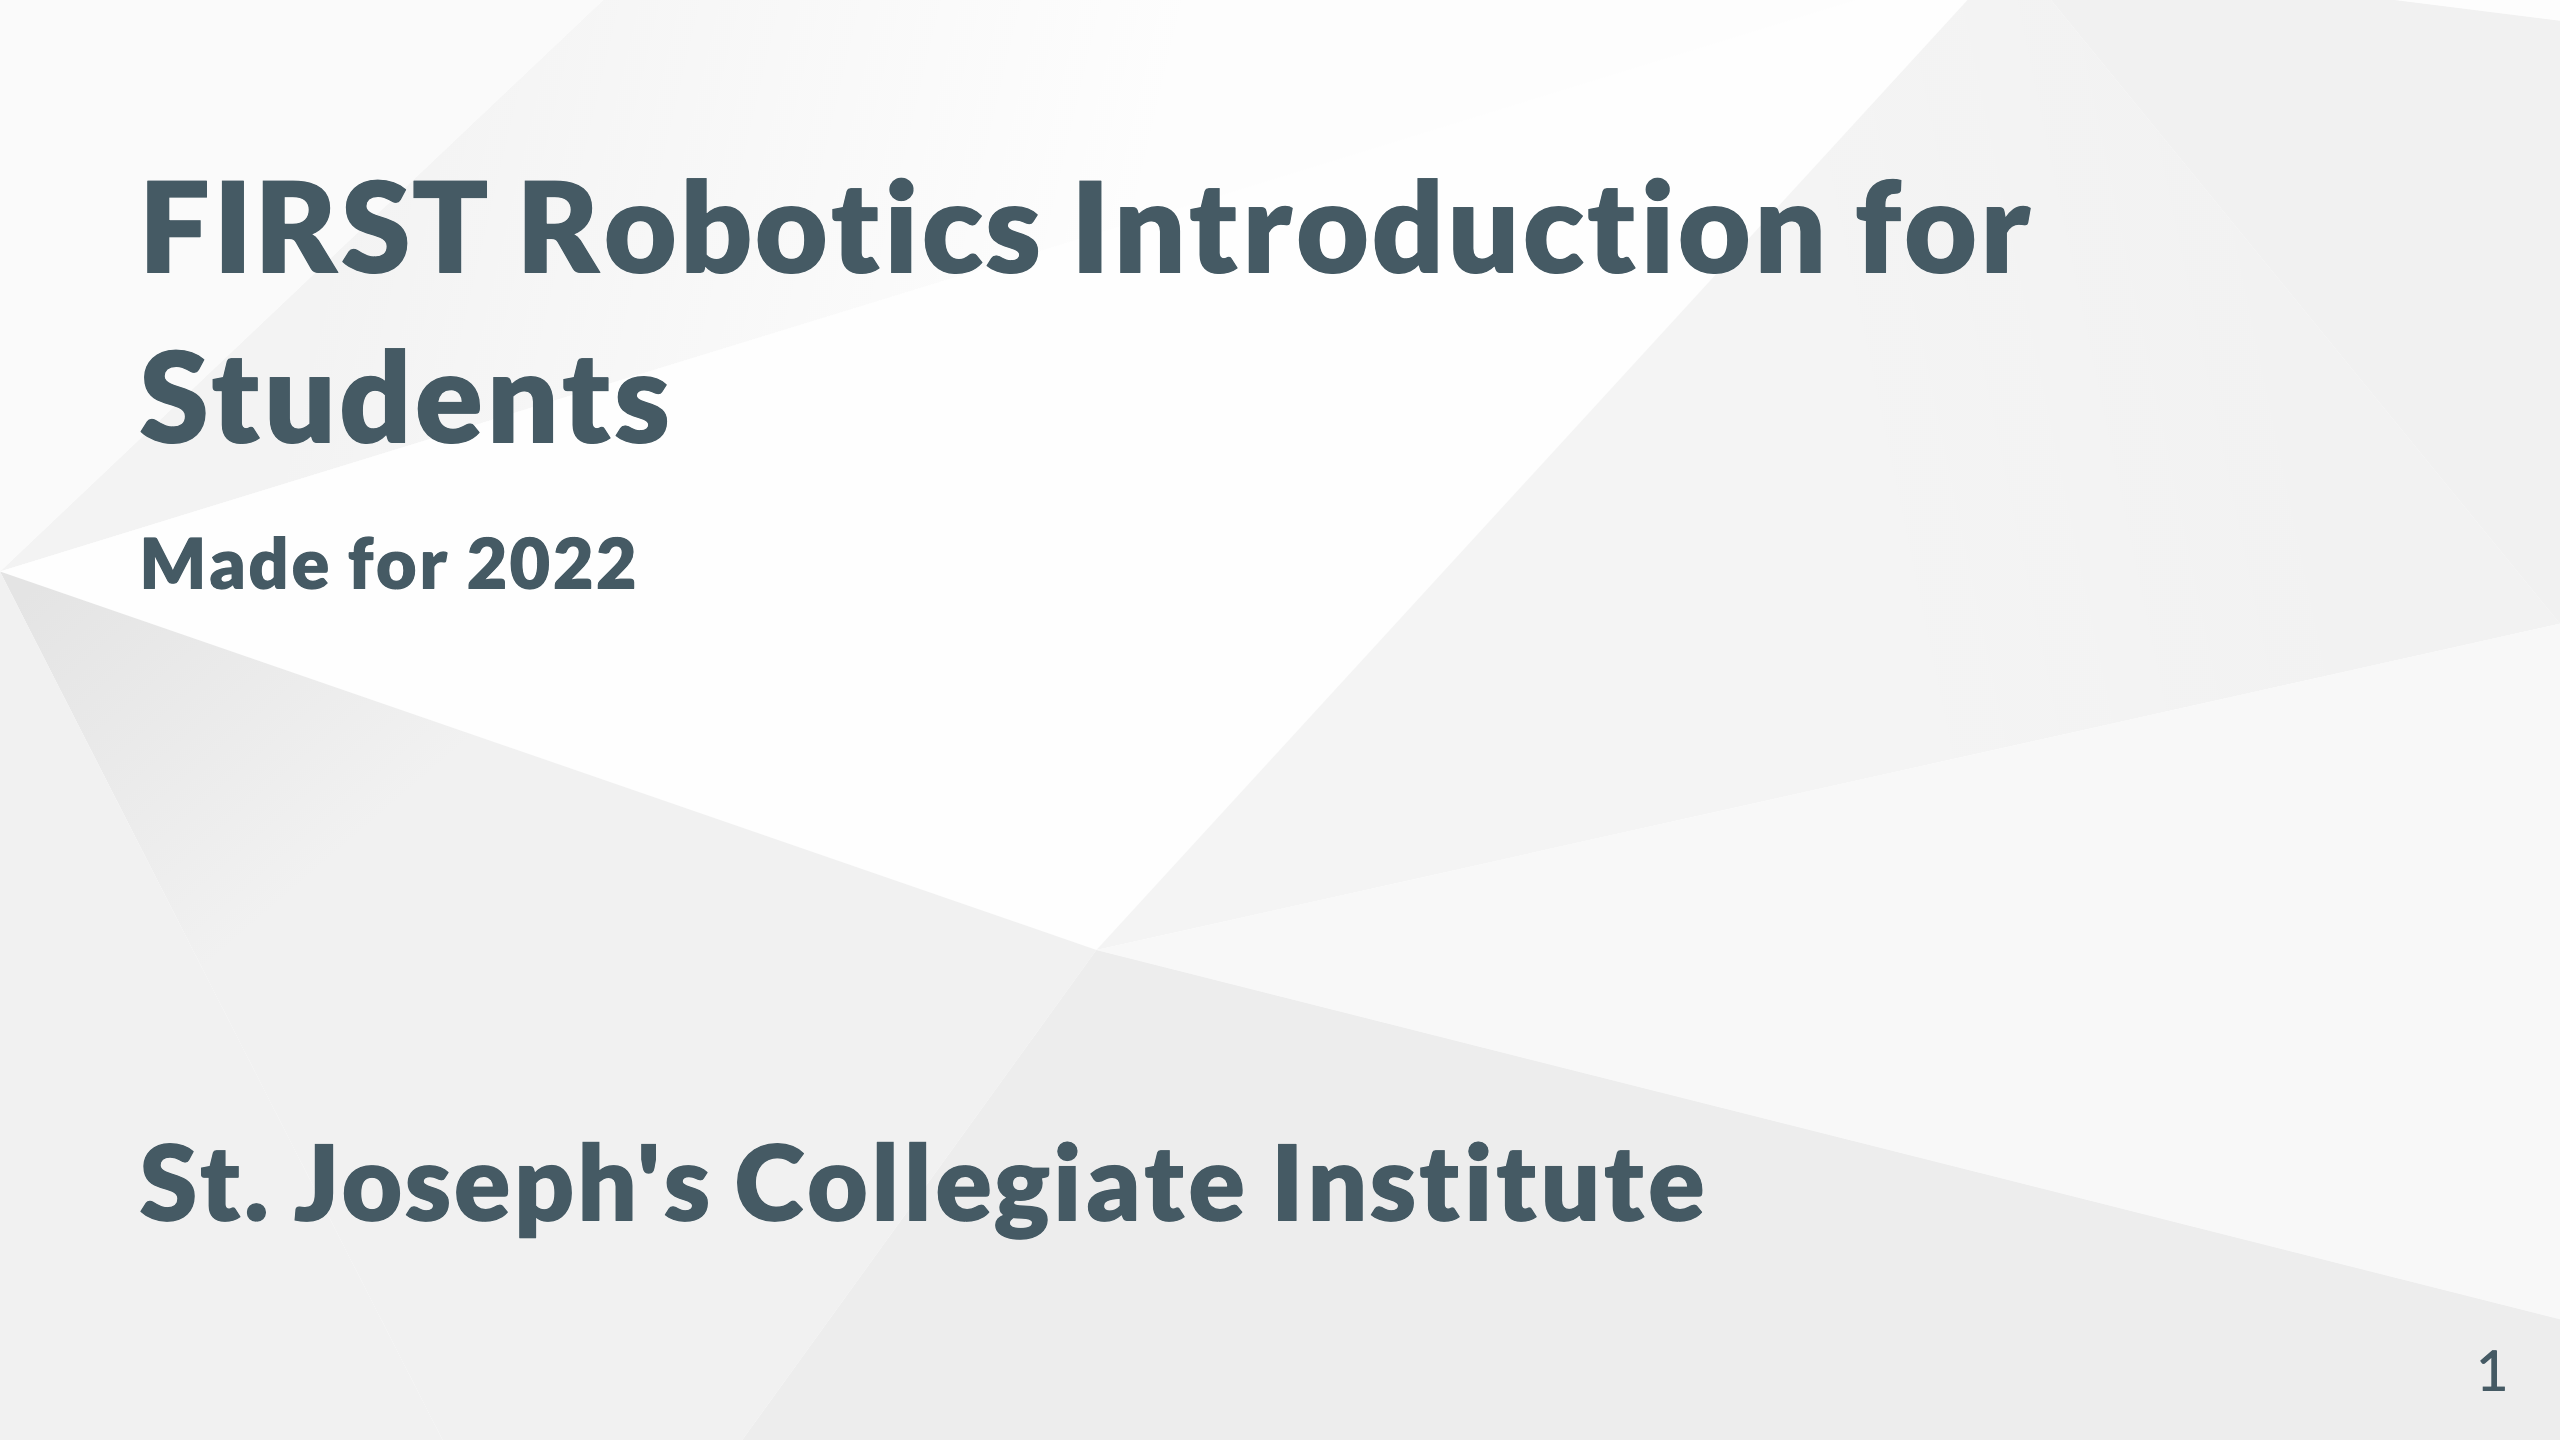 FIRST Robotics Introduction for
Students
Made for 2022
St. Joseph's Collegiate Institute
1